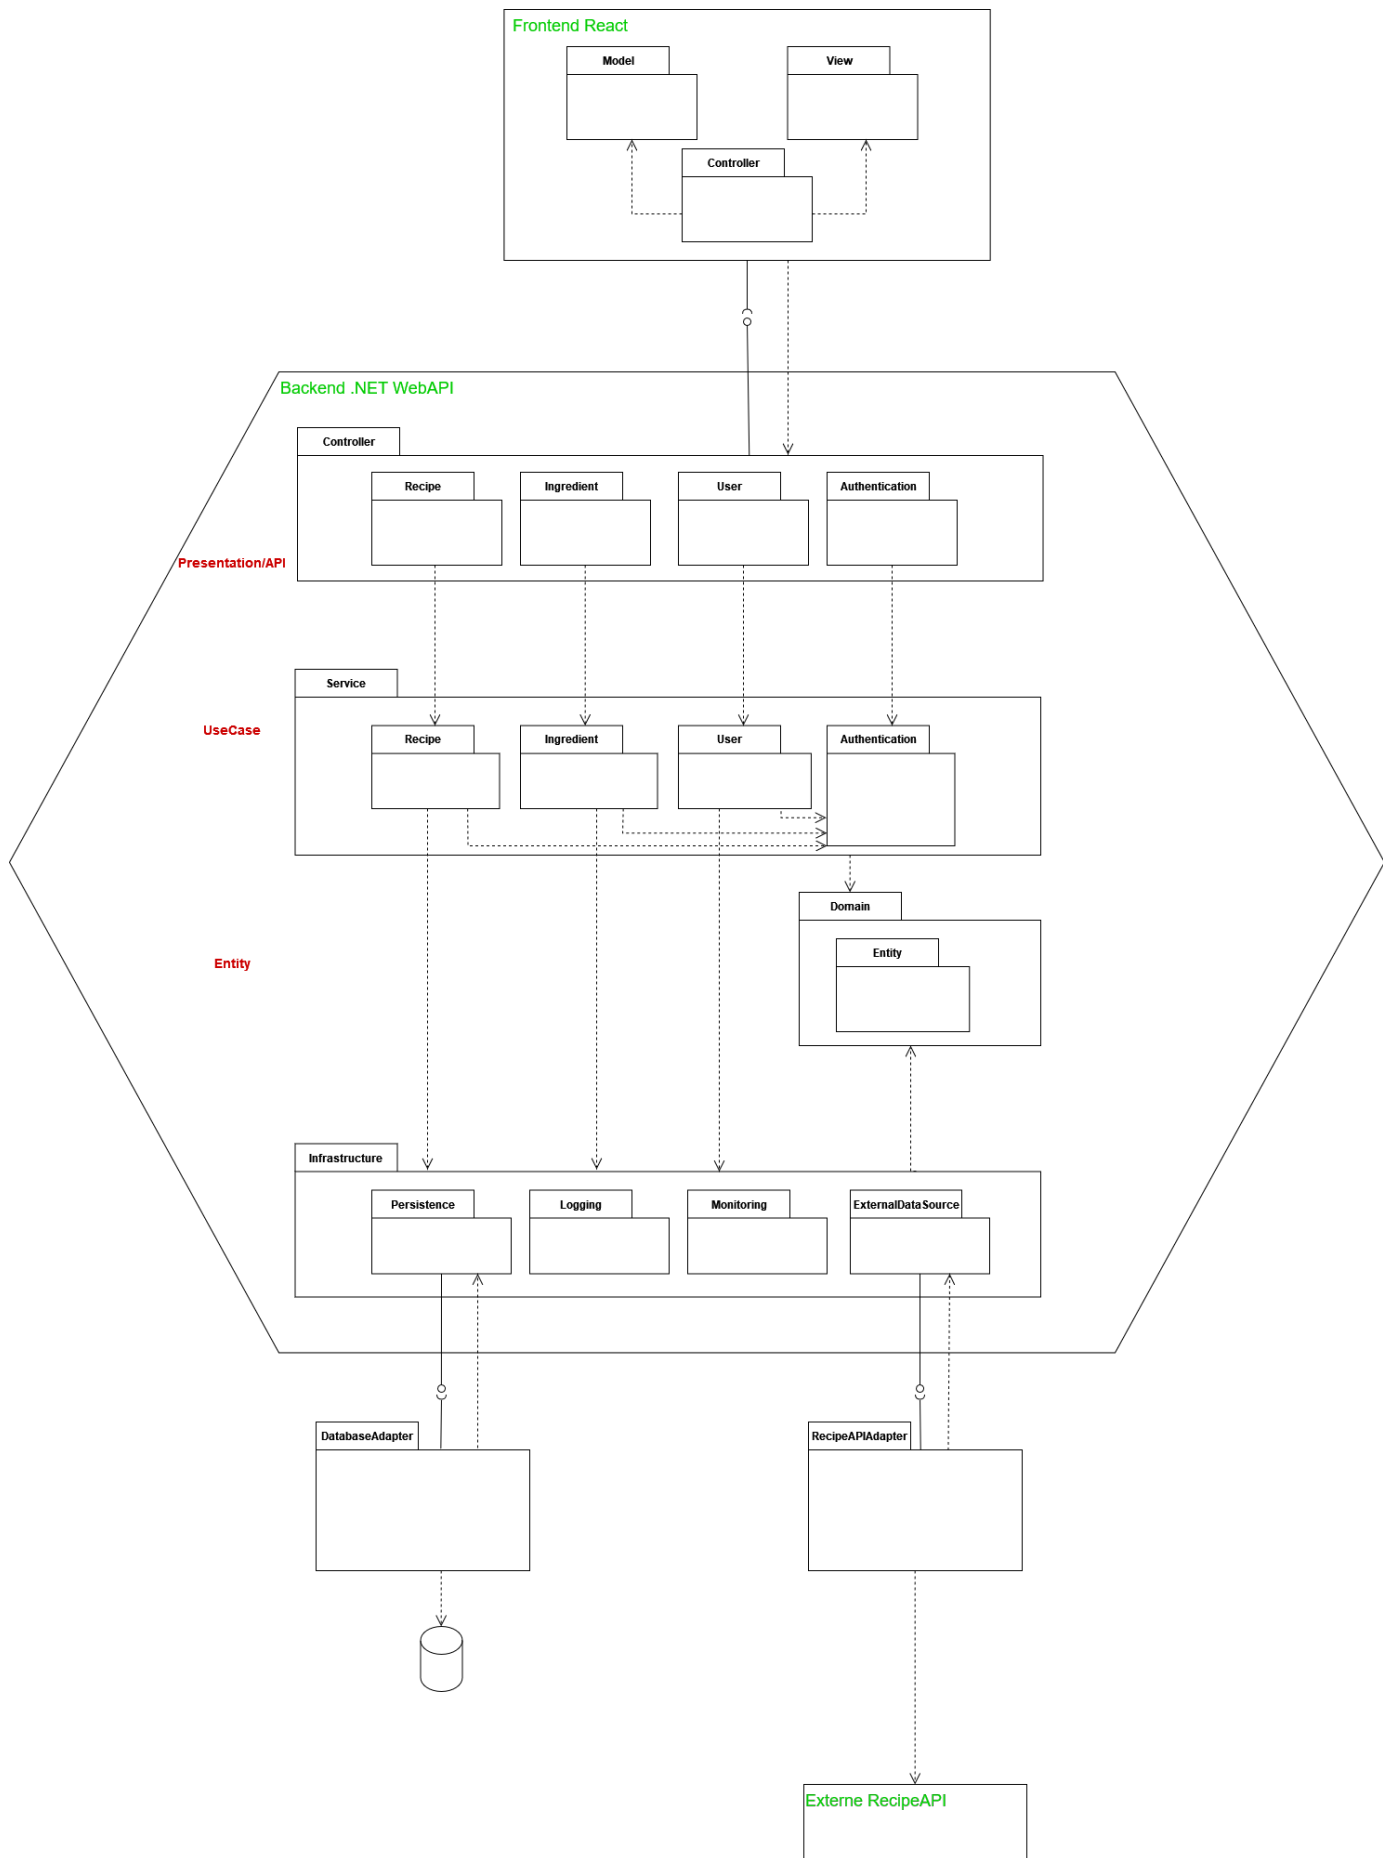 Frontend React
Model
View
Controller
Backend .NET WebAPI
Controller
Recipe
Ingredient
User
Authentication
Presentation/API
Service
UseCase
Recipe
Ingredient
User
Authentication
Domain
Entity
Entity
Infrastructure
Persistence
Logging
Monitoring
ExternalDataSource
DatabaseAdapter
RecipeAPIAdapter
Externe RecipeAPI